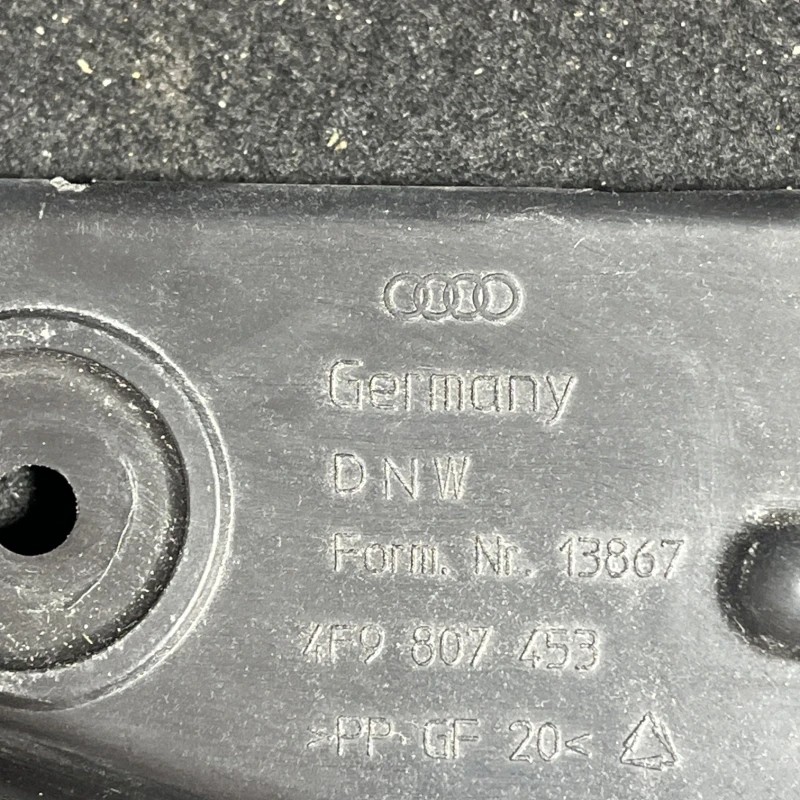 Germany
DNW
Form. Nr. 13867
4F9 807 453
>PP-GF 20<